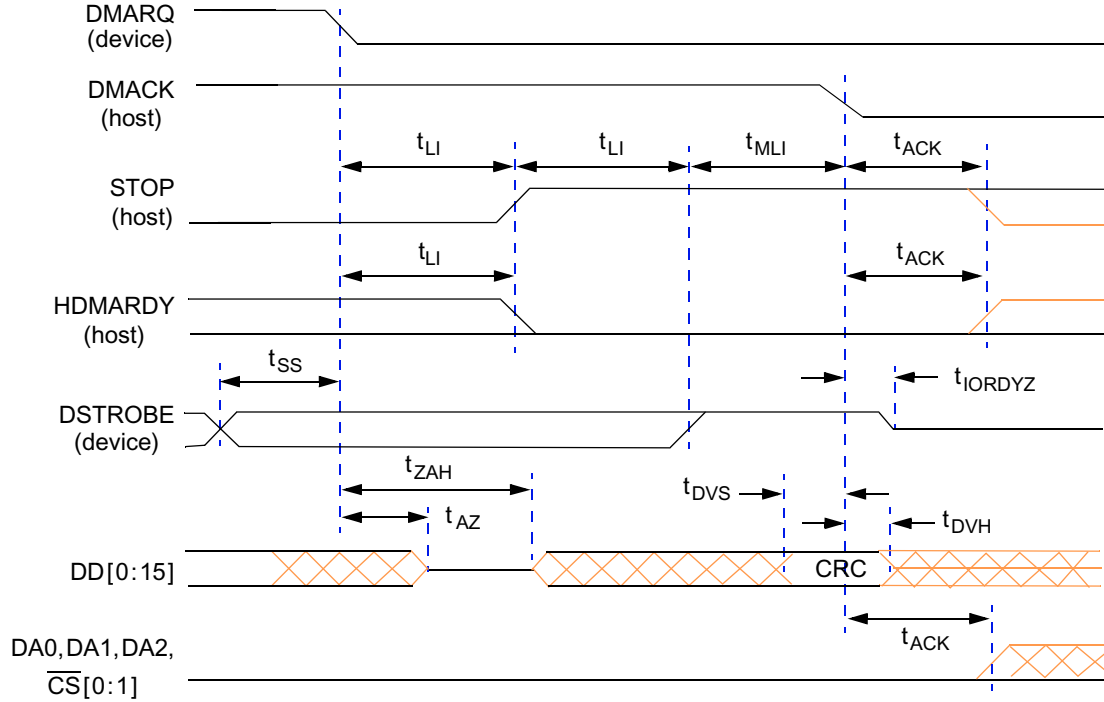 DMARQ
(device)
DMACK
(host)
tLI
tLI
tMLI
tACK
STOP
(host)
tLI
tACK
HDMARDY
(host)
tSS
tIORDYZ
DSTROBE
(device)
tZAH
tDVS
tAZ
tDVH
DD[0:15]
CRC
tACK
DA0,DA1,DA2,
CS[0:1]